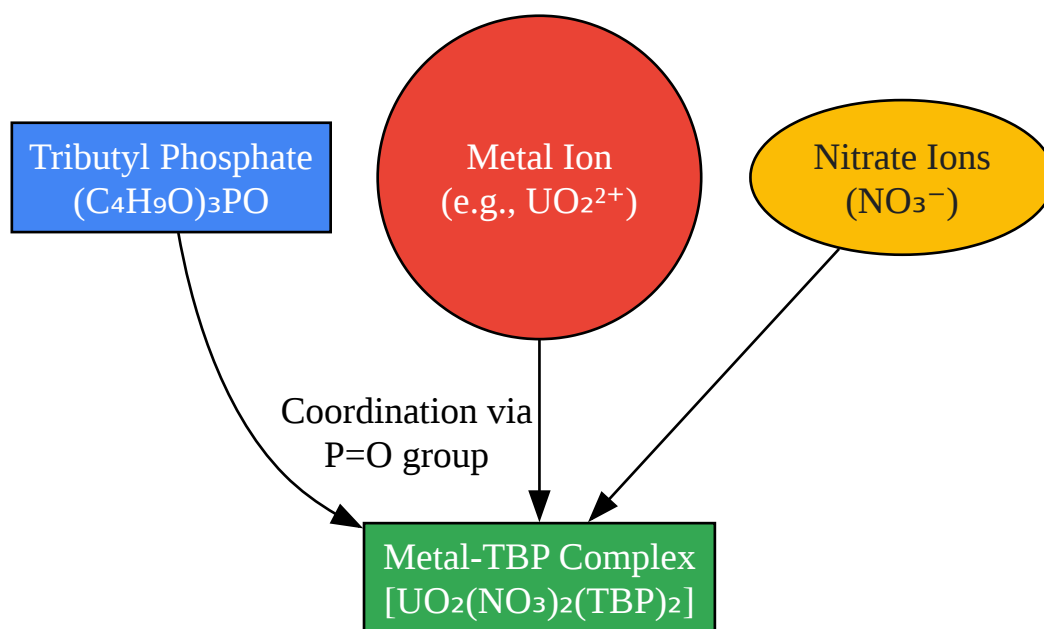 Tributyl Phosphate
(C₄H₉O)₃PO
Metal Ion
(e.g., UO₂²⁺)
Nitrate Ions
(NO₃⁻)
Coordination via
P=O group
Metal-TBP Complex
[UO₂(NO₃)₂(TBP)₂]